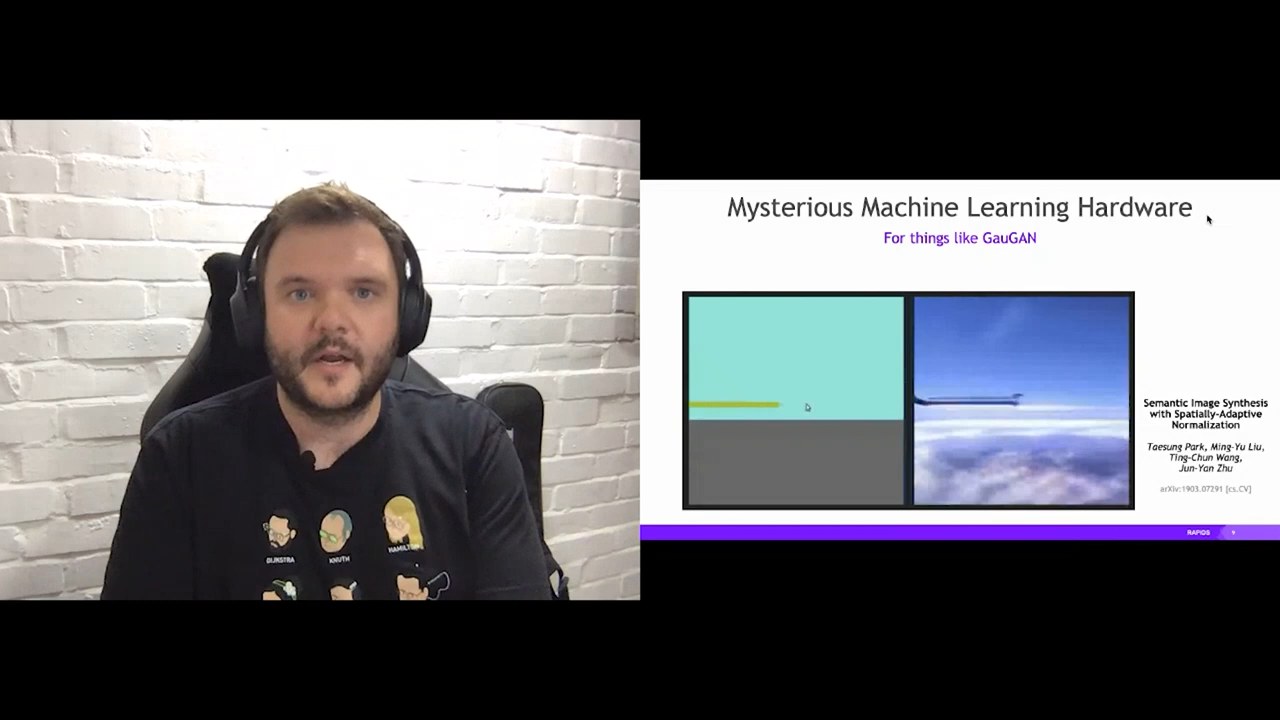 DIJKSTRA
KNUTH
HAMILTON
Mysterious Machine Learning Hardware
For things like GauGAN
Semantic Image Synthesis
with Spatially-Adaptive
Normalization
Taesung Park, Ming-Yu Liu,
Ting-Chun Wang,
Jun-Yan Zhu
arXiv:1903.07291 [cs.CV]
RAPIDS
9